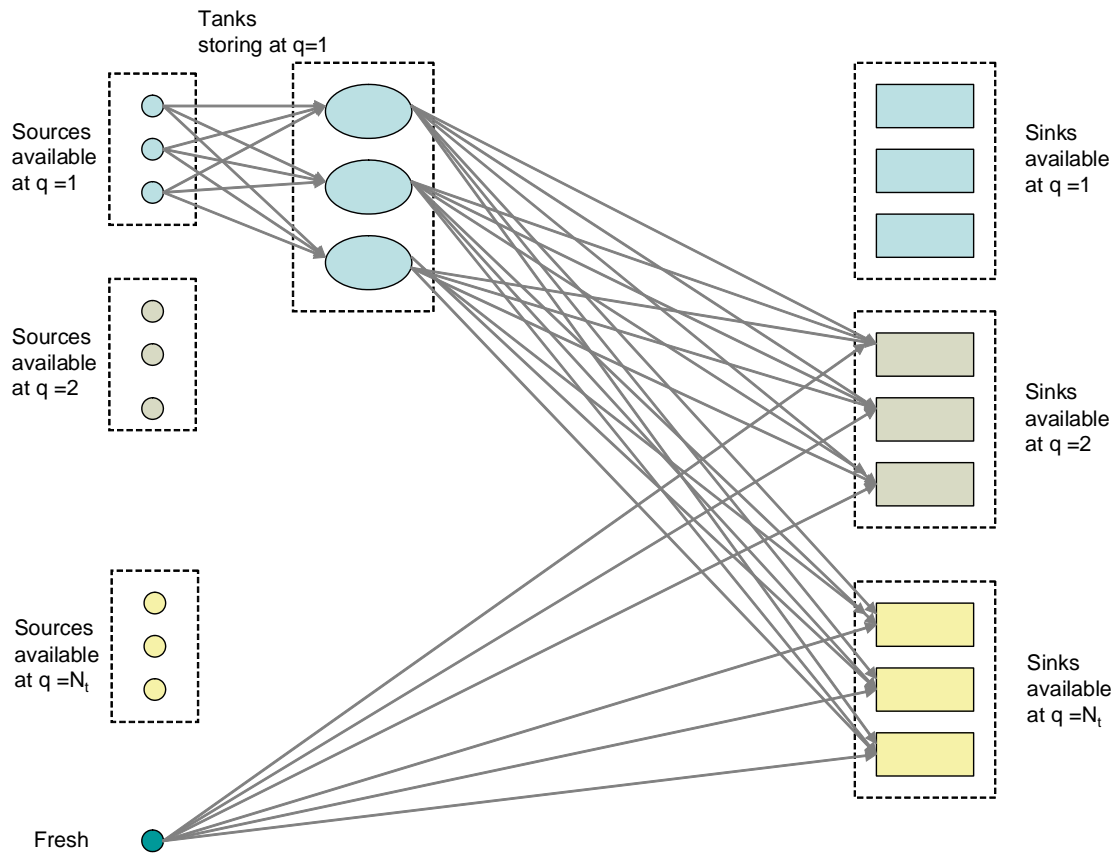 Tanks
storing at q=1
Sources
available
at q =1
Sinks
available
at q =1
Sources
available
at q =2
Sinks
available
at q =2
Sources
available
at q =Nt
Sinks
available
at q =Nt
Fresh